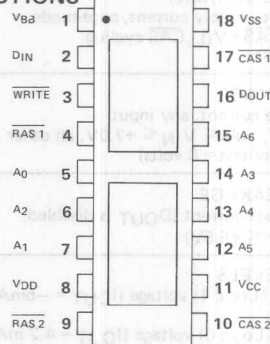 CTIONS
VBB 1 18 VSS
DIN 2 17 CAS 1
WRITE 3 16 DOUT
RAS 1 4 15 A6
A0 5 14 A3
A2 6 13 A4
A1 7 12 A5
VDD 8 11 VCC
RAS 2 9 10 CAS 2